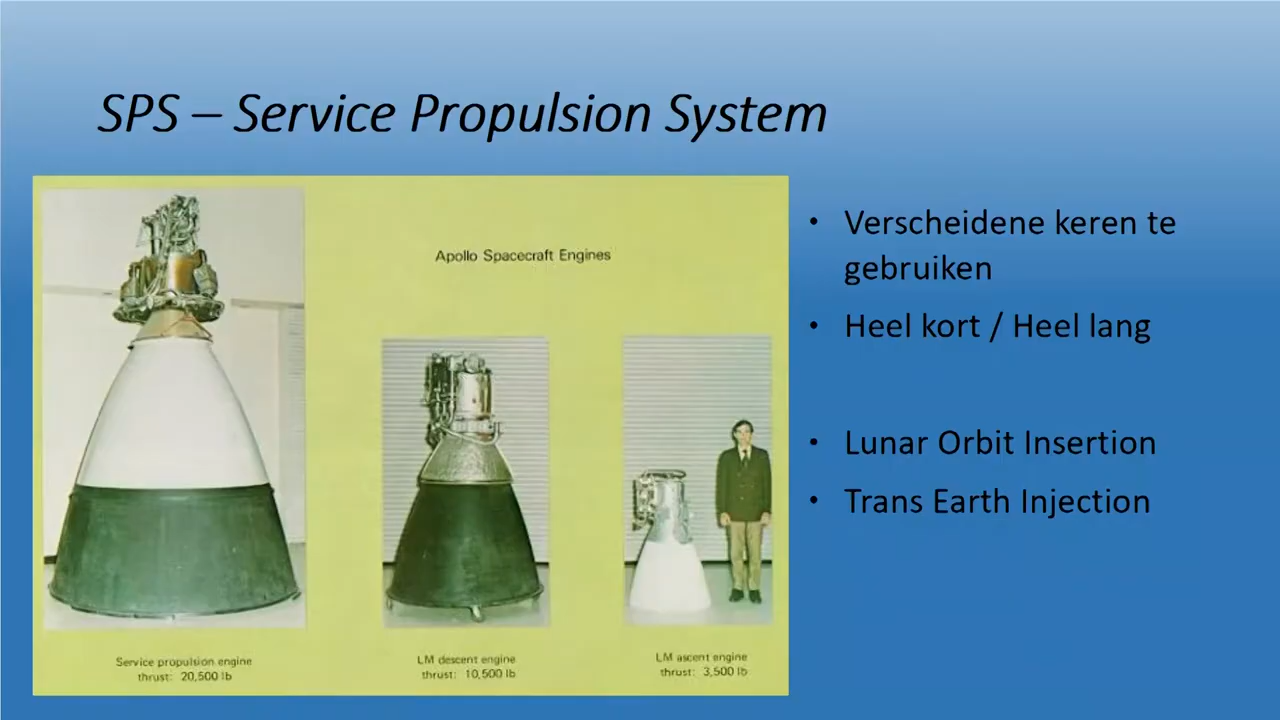 SPS – Service Propulsion System
Apollo Spacecraft Engines
Service propulsion engine
thrust: 20,500 lb
LM descent engine
thrust: 10,500 lb
LM ascent engine
thrust: 3,500 lb
• Verscheidene keren te
gebruiken
• Heel kort / Heel lang
• Lunar Orbit Insertion
• Trans Earth Injection